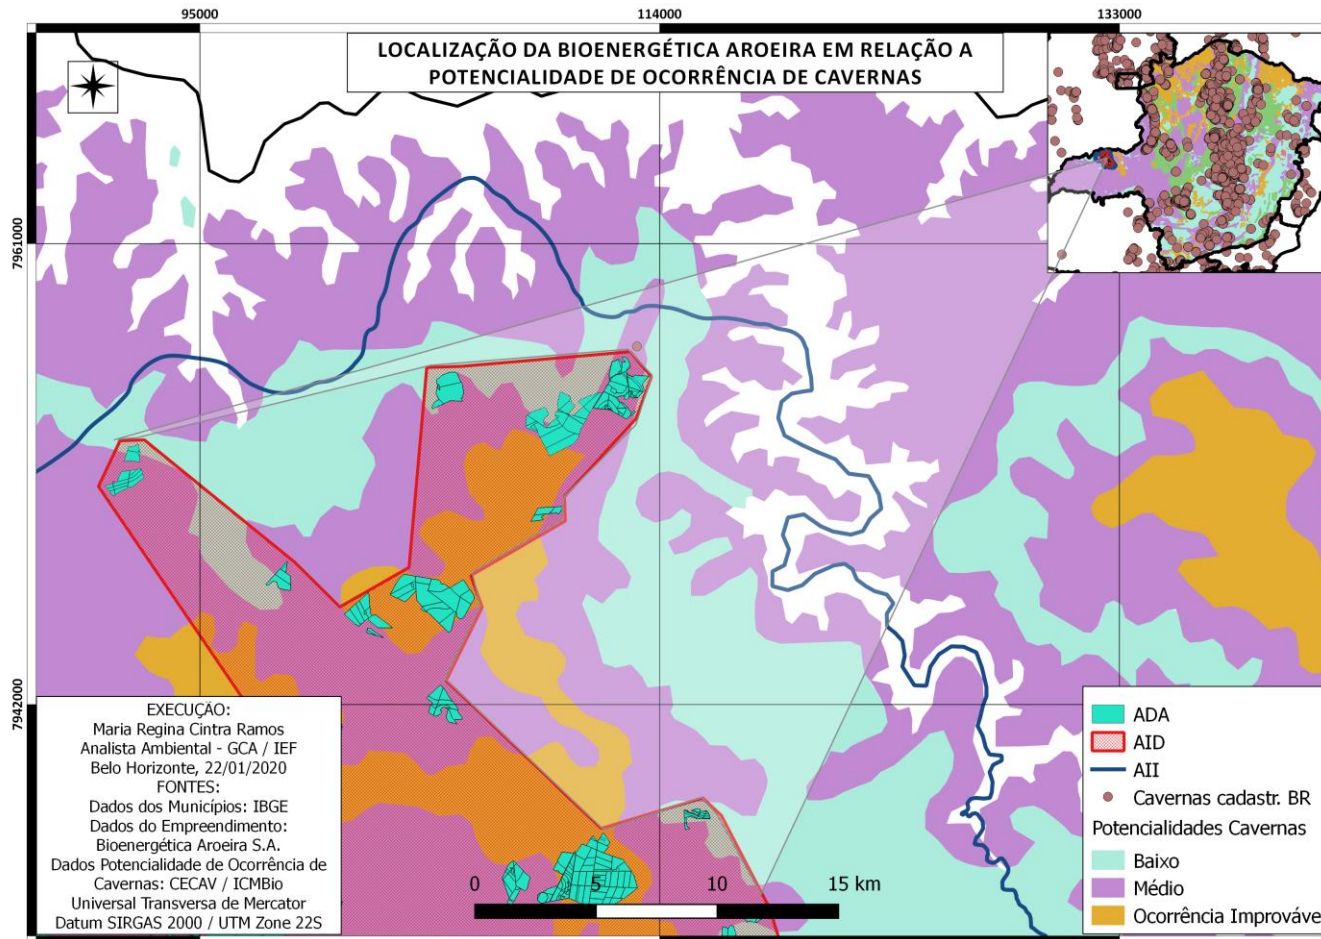 95000
114000
133000
LOCALIZAÇÃO DA BIOENERGÉTICA AROEIRA EM RELAÇÃO A
POTENCIALIDADE DE OCORRÊNCIA DE CAVERNAS
7961000
7942000
EXECUÇÃO:
Maria Regina Cintra Ramos
Analista Ambiental - GCA / IEF
Belo Horizonte, 22/01/2020
FONTES:
Dados dos Municípios: IBGE
Dados do Empreendimento:
Bioenergética Aroeira S.A.
Dados Potencialidade de Ocorrência de
Cavernas: CECAV / ICMBio
Universal Transversa de Mercator
Datum SIRGAS 2000 / UTM Zone 22S
0 5 10 15 km
ADA
AID
AII
Cavernas cadastr. BR
Potencialidades Cavernas
Baixo
Médio
Ocorrência Improváve